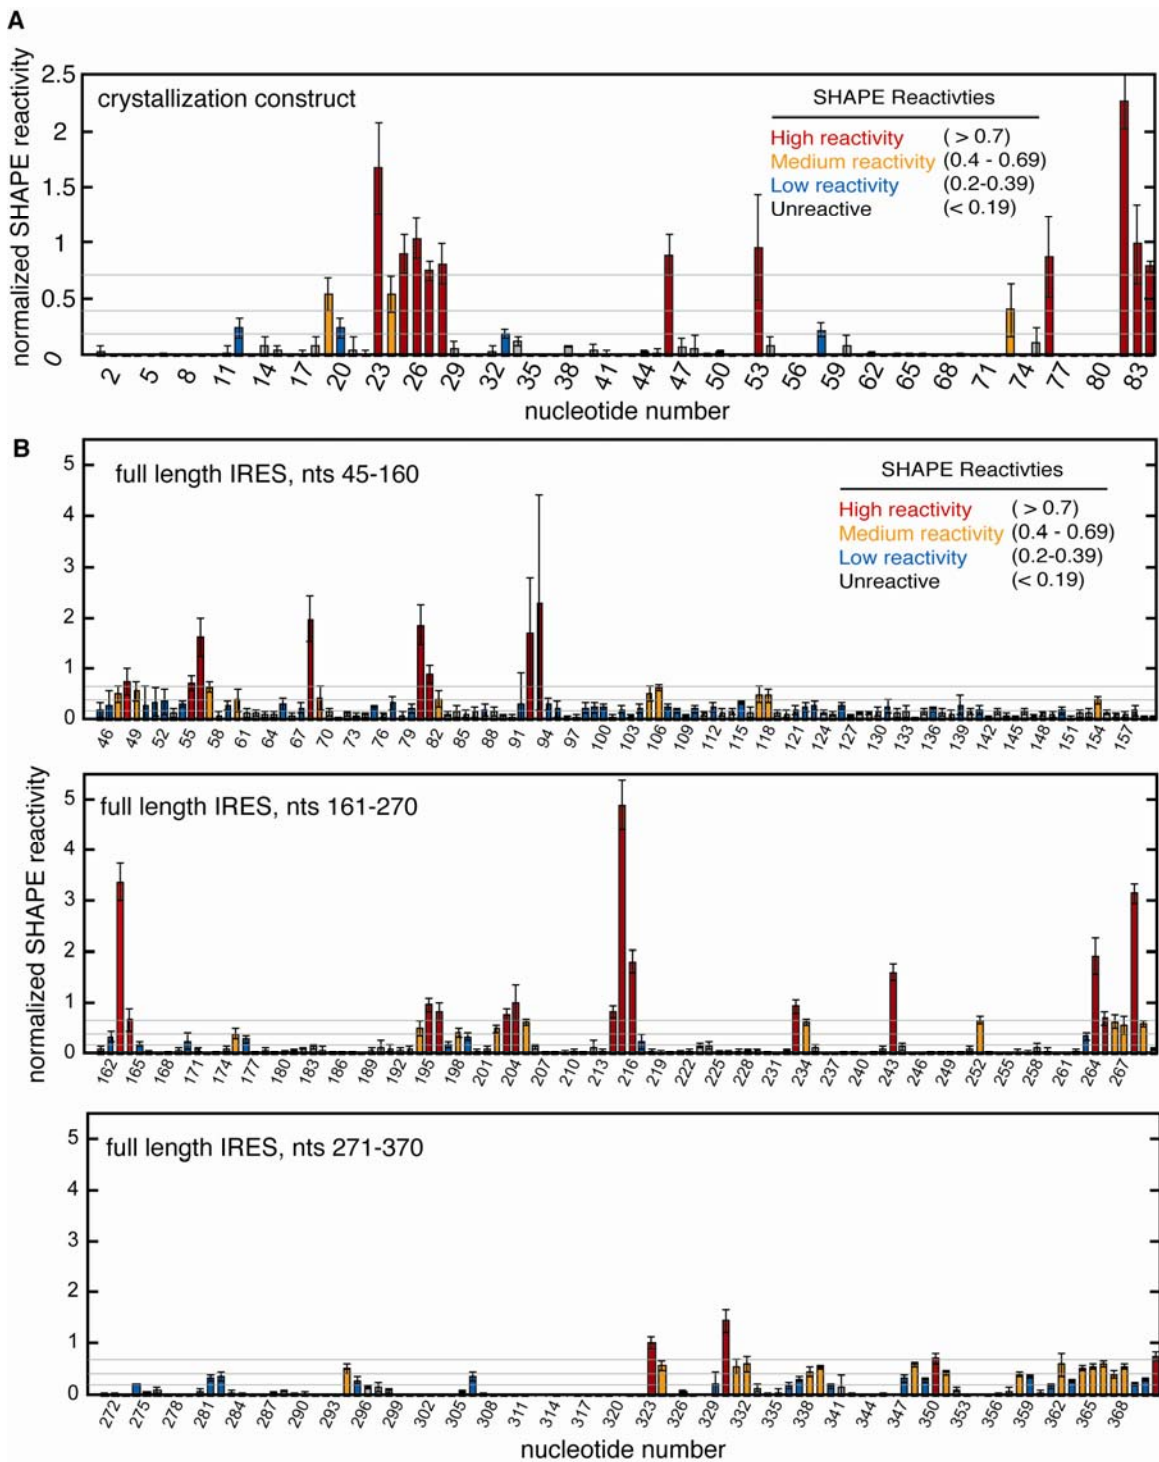 A
normalized SHAPE reactivity
2.5
2
1.5
1
0.5
0
crystallization construct
SHAPE Reactivties
High reactivity ( > 0.7)
Medium reactivity (0.4 - 0.69)
Low reactivity (0.2-0.39)
Unreactive (< 0.19)
2 5 8 11 14 17 20 23 26 29 32 35 38 41 44 47 50 53 56 59 62 65 68 71 74 77 80 83
nucleotide number
B
5
4
3
2
1
0
full length IRES, nts 45-160
SHAPE Reactivties
High reactivity ( > 0.7)
Medium reactivity (0.4 - 0.69)
Low reactivity (0.2-0.39)
Unreactive (< 0.19)
46 49 52 55 58 61 64 67 70 73 76 79 82 85 88 91 94 97 100 103 106 109 112 115 118 121 124 127 130 133 136 139 142 145 148 151 154 157
normalized SHAPE reactivity
5
4
3
2
1
0
full length IRES, nts 161-270
162 165 168 171 174 177 180 183 186 189 192 195 198 201 204 207 210 213 216 219 222 225 228 231 234 237 240 243 246 249 252 255 258 261 264 267
5
4
3
2
1
0
full length IRES, nts 271-370
272 275 278 281 284 287 290 293 296 299 302 305 308 311 314 317 320 323 326 329 332 335 338 341 344 347 350 353 356 359 362 365 368
nucleotide number